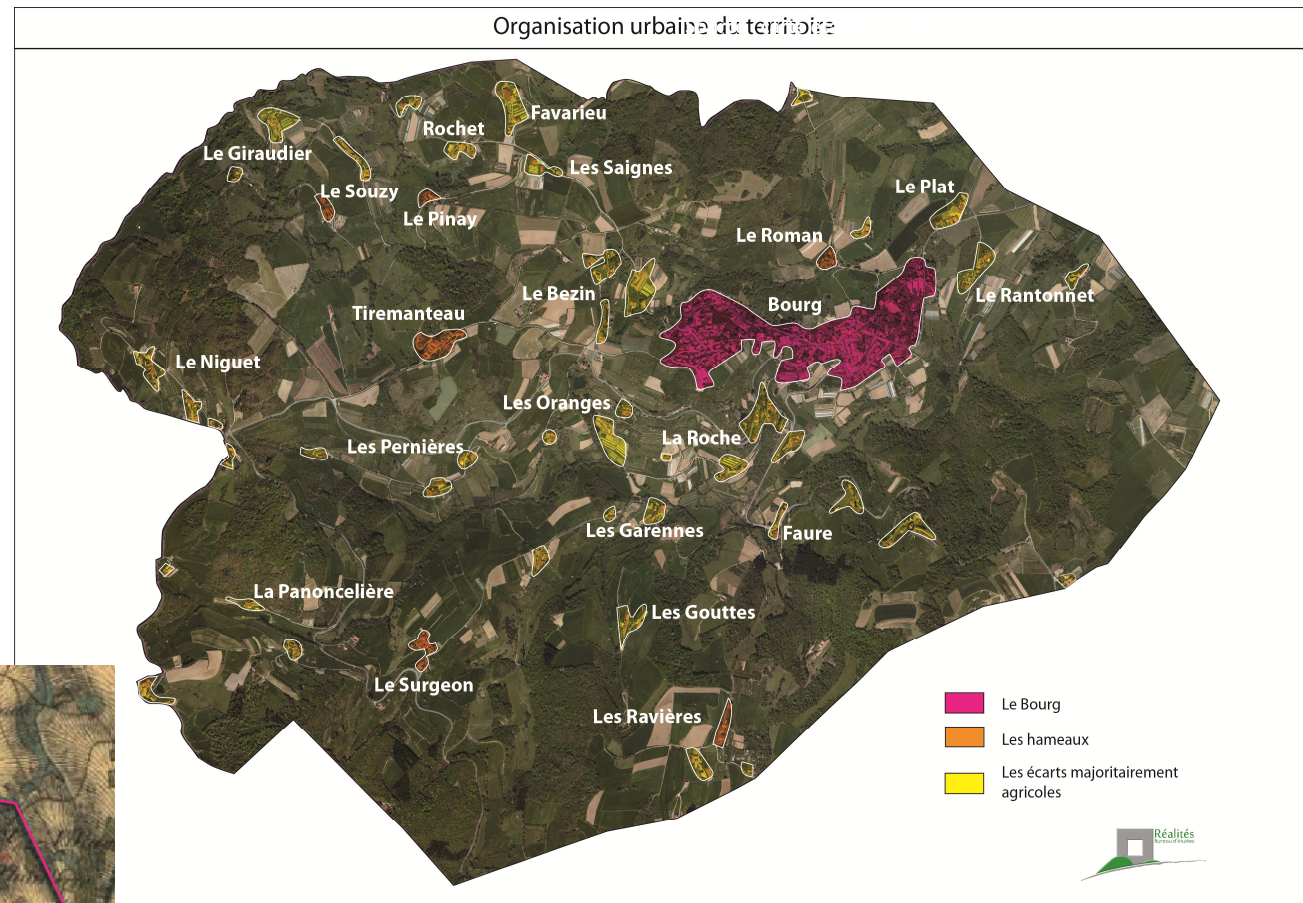 Organisation urbaine du territoire
Favarieu
Rochet
Le Giraudier
Les Saignes
Le Souzy
Le Plat
Le Pinay
Le Roman
Le Bezin
Le Rantonnet
Bourg
Tiremanteau
Le Niguet
Les Oranges
La Roche
Les Pernières
Les Garennes
Faure
La Panoncelière
Les Gouttes
Le Surgeon
Les Ravières
Le Bourg
Les hameaux
Les écarts majoritairement
agricoles
Réalités
Bureau d'études